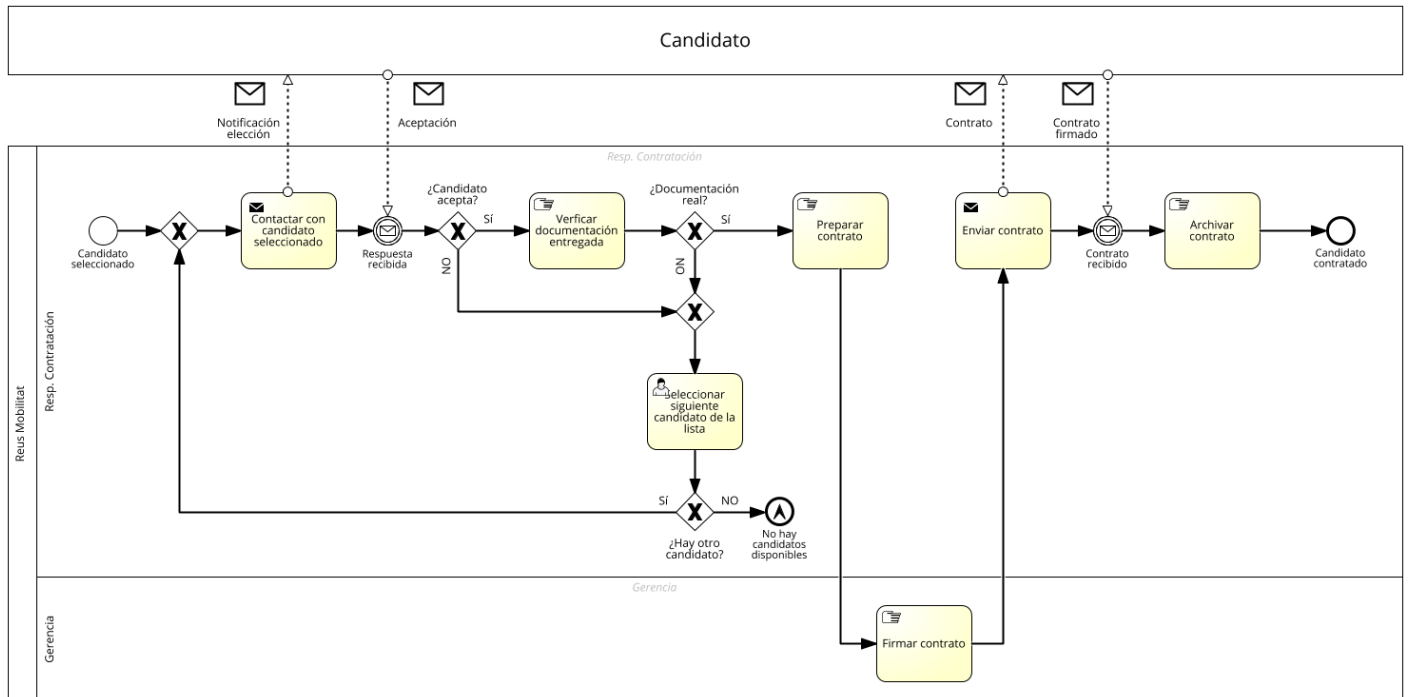 Candidato
Notificación
elección
Aceptación
Contrato
Contrato
firmado
Resp. Contratación
Reus Mobilitat
Resp. Contratación
Candidato
seleccionado
Contactar con
candidato
seleccionado
Respuesta
recibida
¿Candidato
acepta?
Sí
NO
Verficar
documentación
entregada
¿Documentación
real?
Sí
NO
Preparar
contrato
Enviar contrato
Contrato
recibido
Archivar
contrato
Candidato
contratado
Seleccionar
siguiente
candidato de la
lista
Sí
NO
¿Hay otro
candidato?
No hay
candidatos
disponibles
Gerencia
Gerencia
Firmar contrato